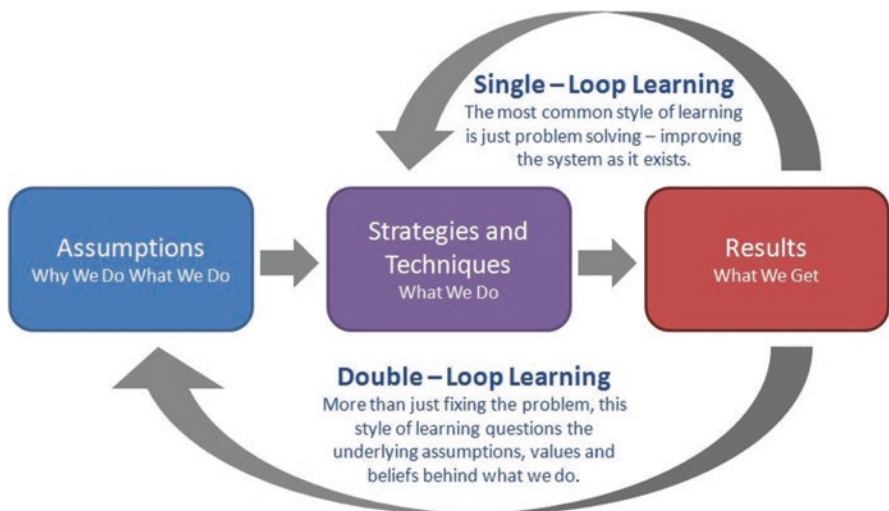 Single – Loop Learning
The most common style of learning
is just problem solving – improving
the system as it exists.
Assumptions
Why We Do What We Do
Strategies and
Techniques
What We Do
Results
What We Get
Double – Loop Learning
More than just fixing the problem, this
style of learning questions the
underlying assumptions, values and
beliefs behind what we do.